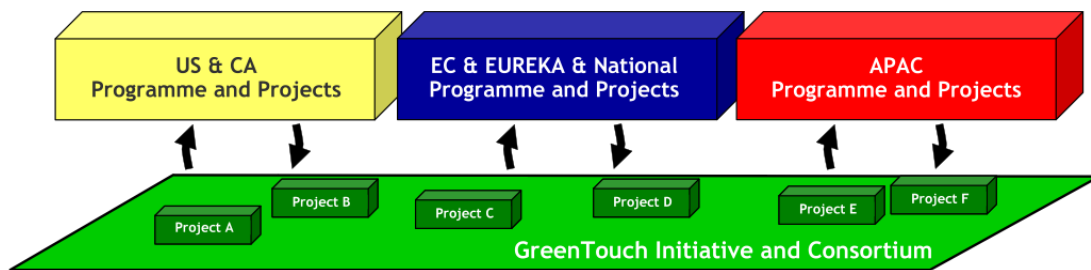 US & CA
Programme and Projects
EC & EUREKA & National
Programme and Projects
APAC
Programme and Projects
Project A
Project B
Project C
Project D
Project E
Project F
GreenTouch Initiative and Consortium